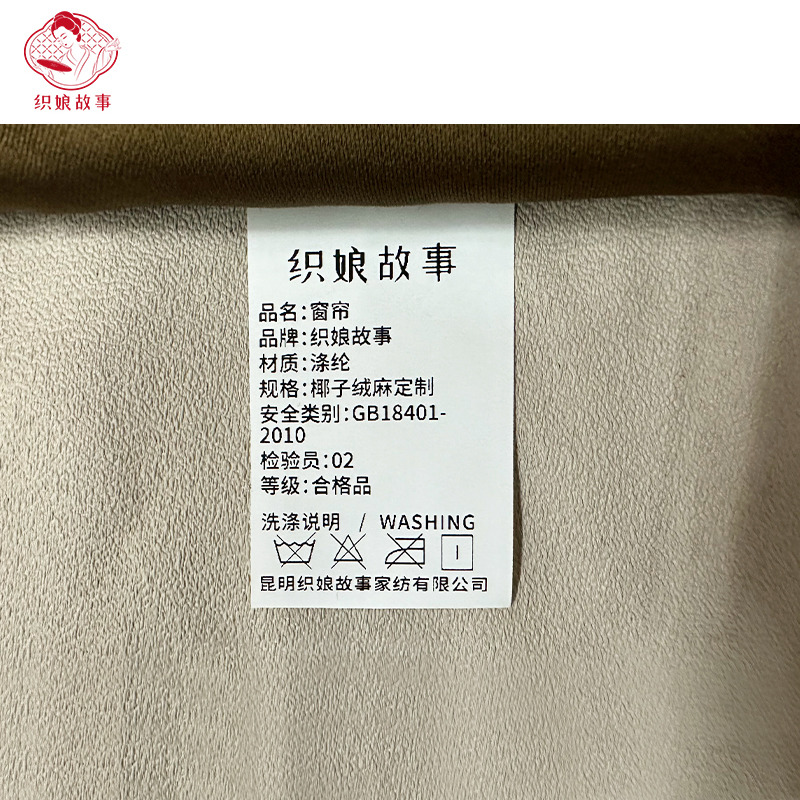 织娘故事
织娘故事
品名:窗帘
品牌:织娘故事
材质:涤纶
规格:椰子绒麻定制
安全类别:GB18401-
2010
检验员:02
等级:合格品
洗涤说明 / WASHING
昆明织娘故事家纺有限公司